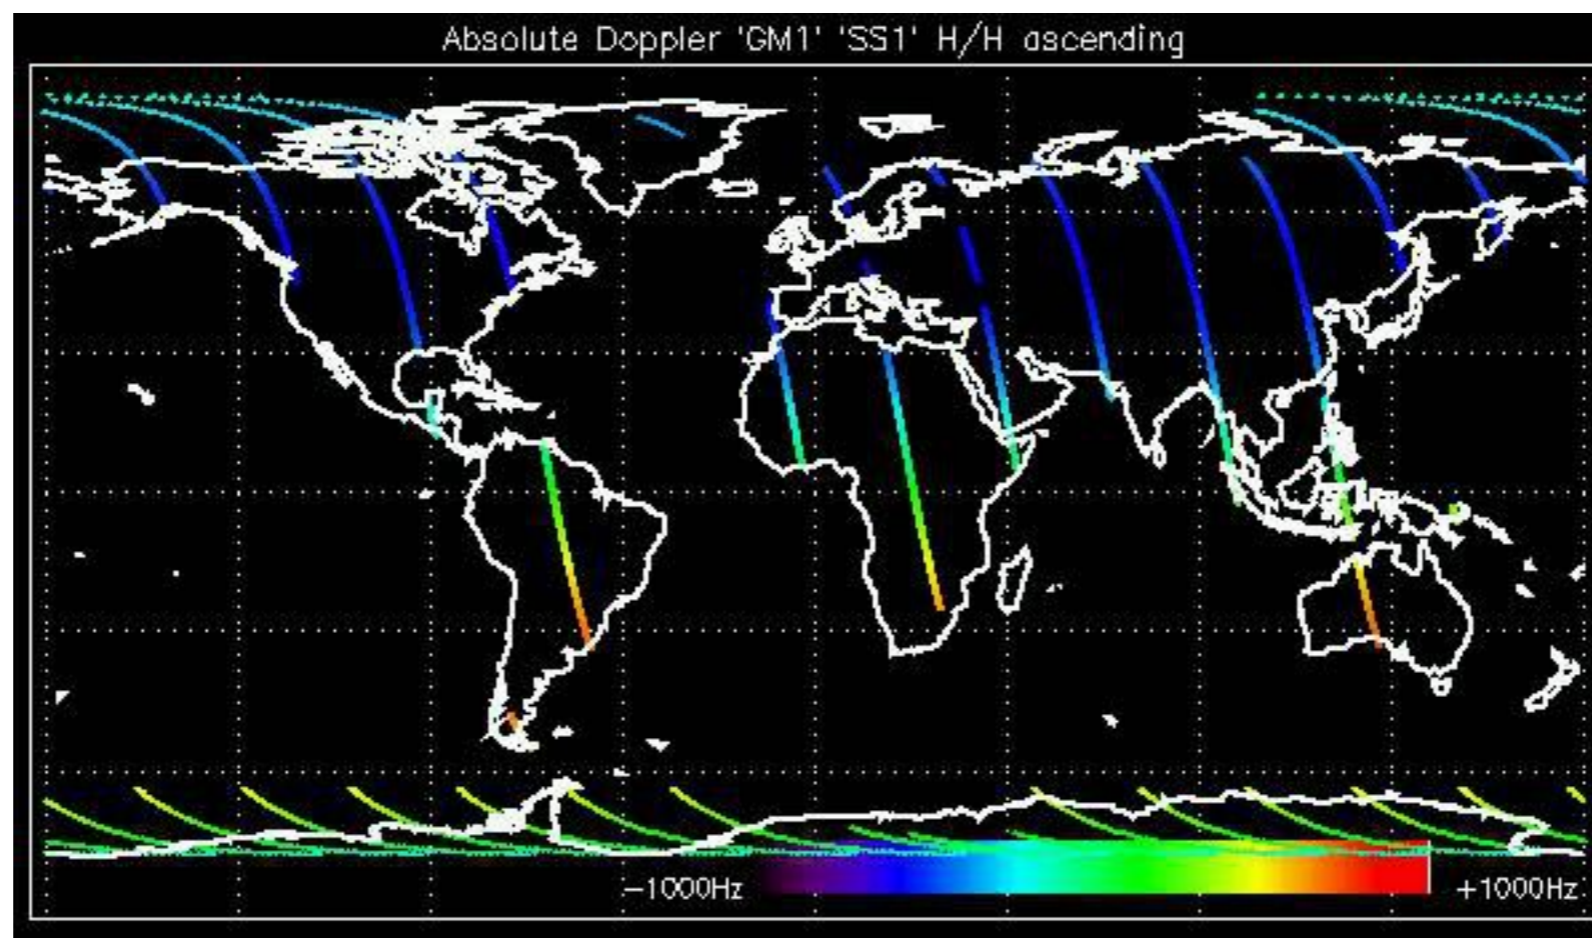 Absolute Doppler 'GM1' 'SS1' H/H ascending
-1000Hz
+1000Hz